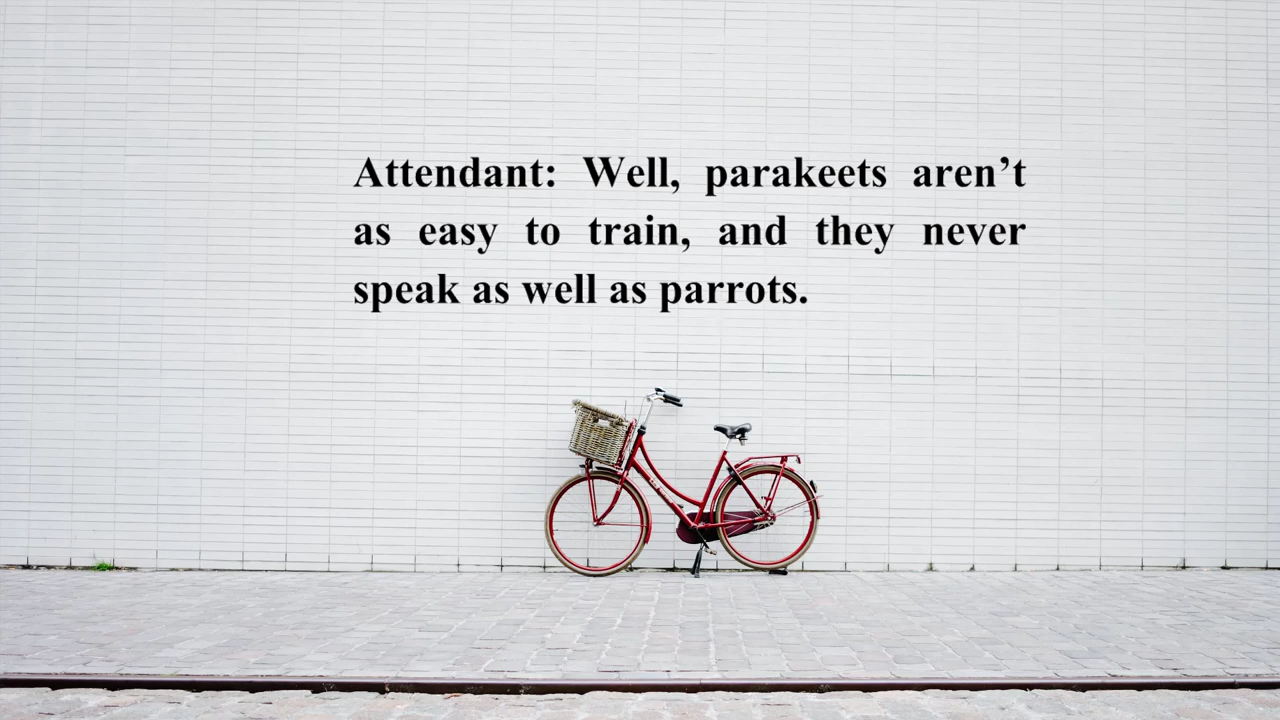 Attendant: Well, parakeets aren’t
as easy to train, and they never
speak as well as parrots.